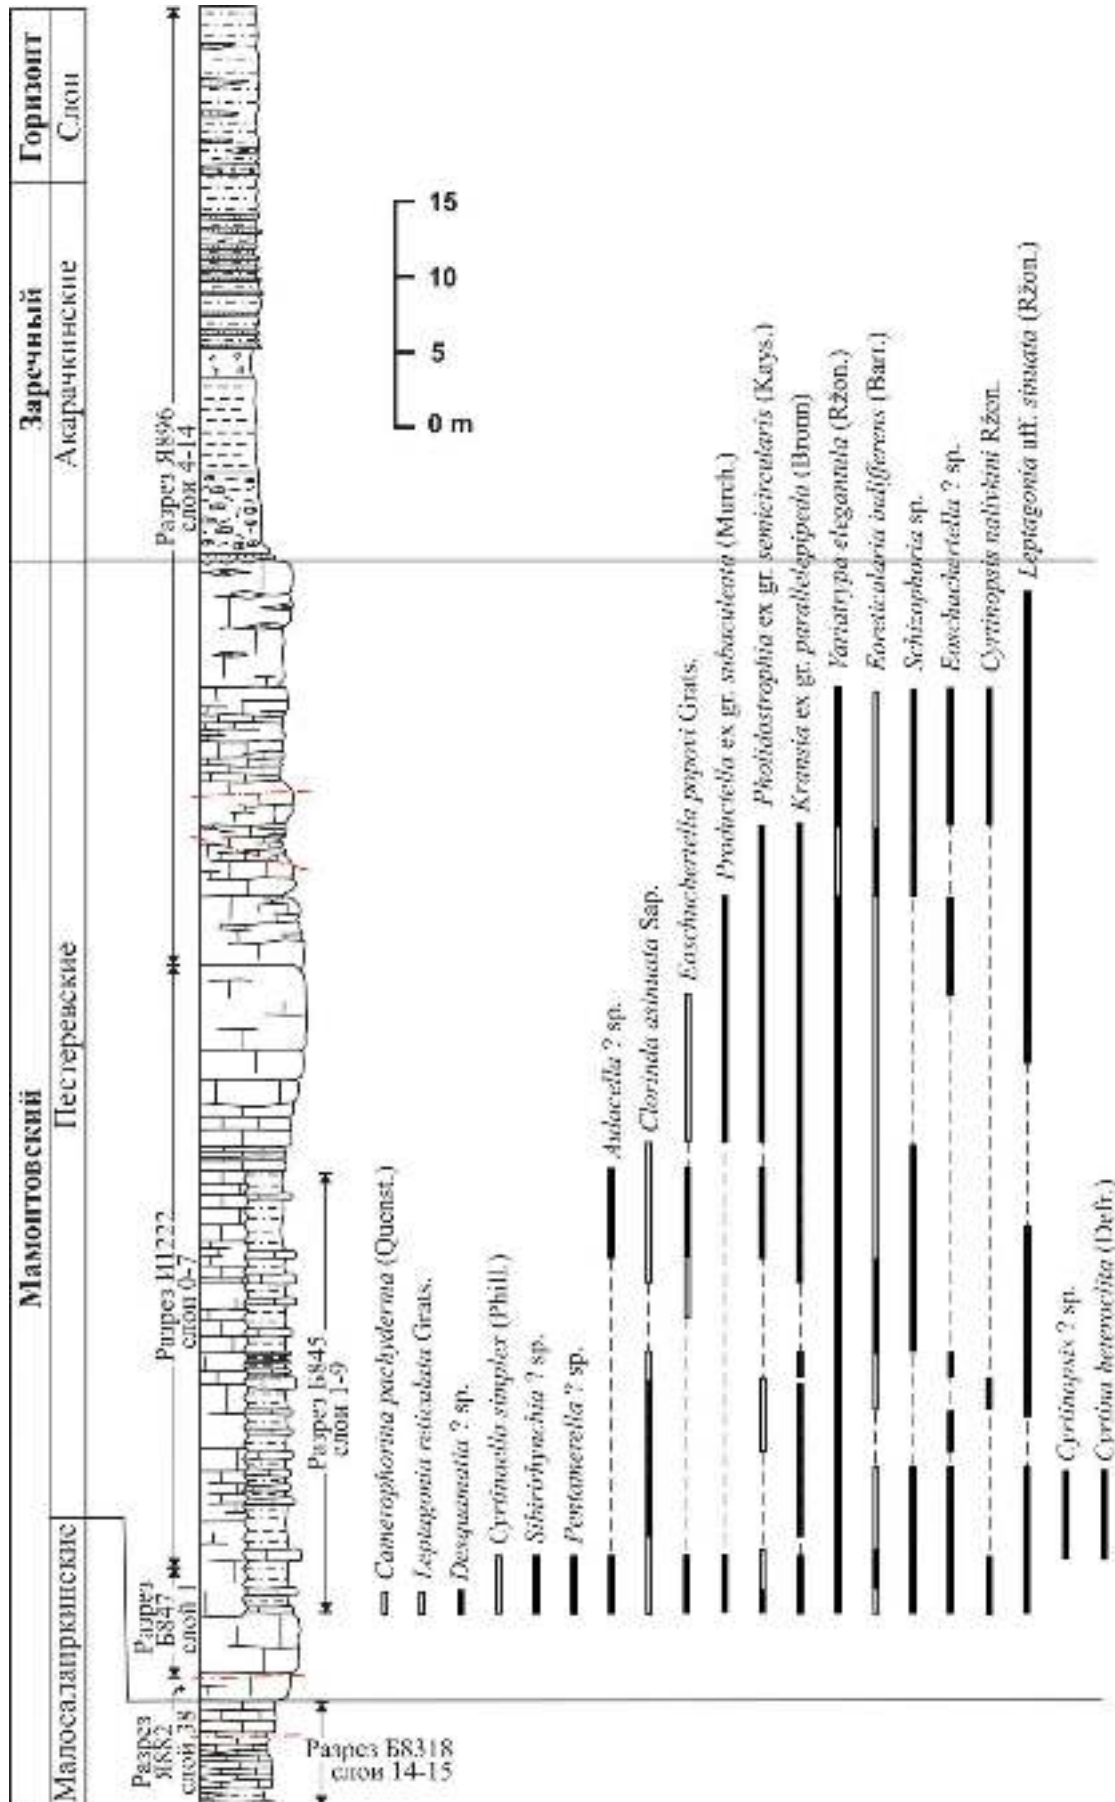 Горизонт
Слои
Заречный
Акарачкинские
Мамонтовский
Пестеревские
Малосалаиркинские
Разрез Я896
слои 4-14
Разрез
слои 0-7
Разрез Б845
слои 1-9
Разрез
Б847
слой 1
Разрез
Я882
слой 38
Разрез Б8318
слои 14-15
15
10
5
0 m
Camerophorina pachyderma (Quenst.)
Leptagonia reticulata Grats.
Desquamatia ? sp.
Cyrtinaella simplex (Phill.)
Sibirirhynchia ? sp.
Pentamerella ? sp.
Aulacella ? sp.
Clorinda asinuata Sap.
Eoschuchertella popovi Grats.
Productella ex gr. subaculeata (Murch.)
Pholidostrophia ex gr. semicircularis (Kays.)
Kransia ex gr. parallelepipeda (Bronn)
Variatrypa elegantula (Ržon.)
Eoreticularia indifferens (Barr.)
Schizophoria sp.
Eoschuchertella ? sp.
Cyrtinopsis nalivkini Ržon.
Leptagonia aff. sinuata (Ržon.)
Cyrtinopsis ? sp.
Cyrtina heteroclita (Defr.)